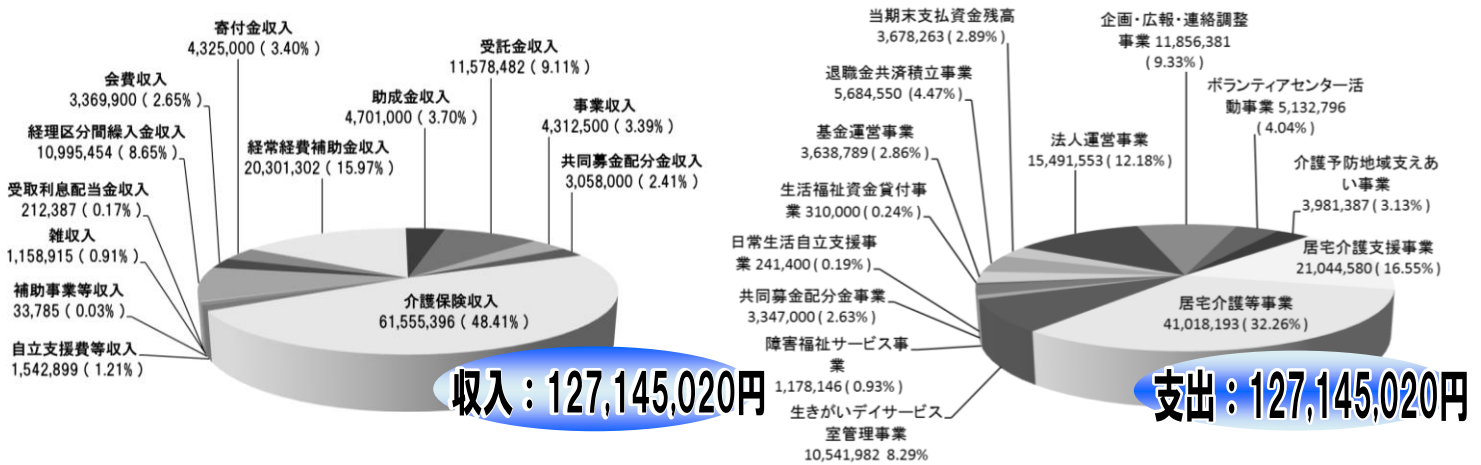 寄付金収入
4,325,000 ( 3.40% )
受託金収入
11,578,482 ( 9.11% )
会費収入
3,369,900 ( 2.65% )
助成金収入
4,701,000 ( 3.70% )
事業収入
4,312,500 ( 3.39% )
経理区分間繰入金収入
10,995,454 ( 8.65% )
経常経費補助金収入
20,301,302 ( 15.97% )
共同募金配分金収入
3,058,000 ( 2.41% )
受取利息配当金収入
212,387 ( 0.17% )
雑収入
1,158,915 ( 0.91% )
補助事業等収入
33,785 ( 0.03% )
介護保険収入
61,555,396 ( 48.41% )
自立支援費等収入
1,542,899 ( 1.21% )
収入：127,145,020円
当期末支払資金残高
3,678,263 ( 2.89% )
企画・広報・連絡調整
事業 11,856,381
( 9.33% )
退職金共済積立事業
5,684,550 ( 4.47% )
ボランティアセンター活
動事業 5,132,796
( 4.04% )
基金運営事業
3,638,789 ( 2.86% )
法人運営事業
15,491,553 ( 12.18% )
介護予防地域支えあ
い事業
3,981,387 ( 3.13% )
生活福祉資金貸付事
業 310,000 ( 0.24% )
日常生活自立支援事
業 241,400 ( 0.19% )
居宅介護支援事業
21,044,580 ( 16.55% )
共同募金配分金事業
3,347,000 ( 2.63% )
居宅介護等事業
41,018,193 ( 32.26% )
障害福祉サービス事
業
1,178,146 ( 0.93% )
生きがいデイサービス
室管理事業
10,541,982 8.29%
支出：127,145,020円